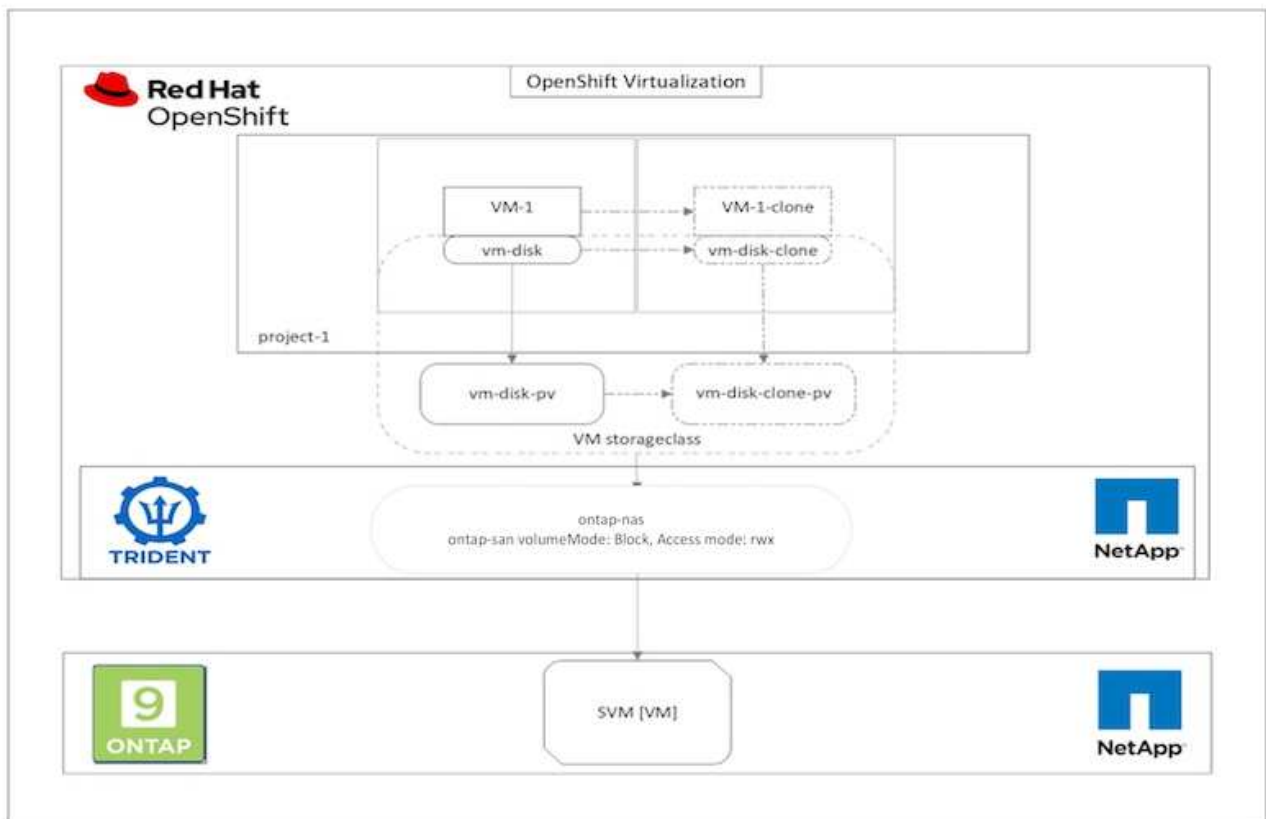 Red Hat
OpenShift
OpenShift Virtualization
VM-1
VM-1-clone
vm-disk
vm-disk-clone
project-1
vm-disk-pv
vm-disk-clone-pv
VM storageclass
TRIDENT
ontap-nas
ontap-san volumeMode: Block, Access mode: rwx
NetApp
9
ONTAP
SVM [VM]
NetApp